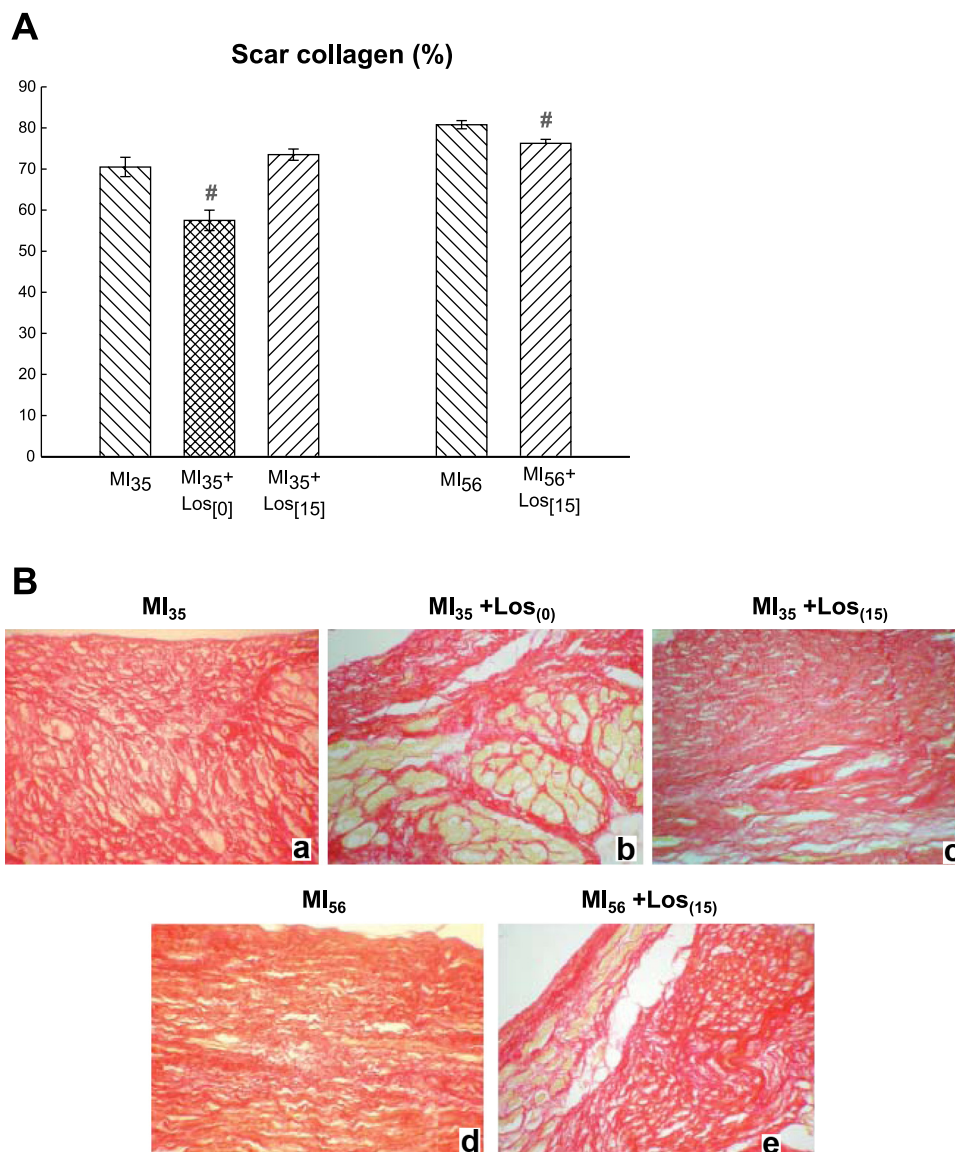 A
Scar collagen (%)
90
80
70
60
50
40
30
20
10
0
#
#
MI35
MI35+
Los[0]
MI35+
Los[15]
MI56
MI56+
Los[15]
B
MI35
MI35 +Los(0)
MI35 +Los(15)
a
b
c
MI56
MI56 +Los(15)
d
e